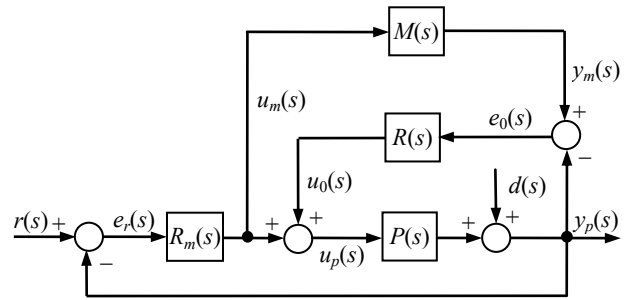 M(s)
y_m(s)
u_m(s)
+
e_0(s)
R(s)
−
u_0(s)
d(s)
r(s) +
e_r(s)
R_m(s)
+
+
u_p(s)
P(s)
+
+
y_p(s)
−